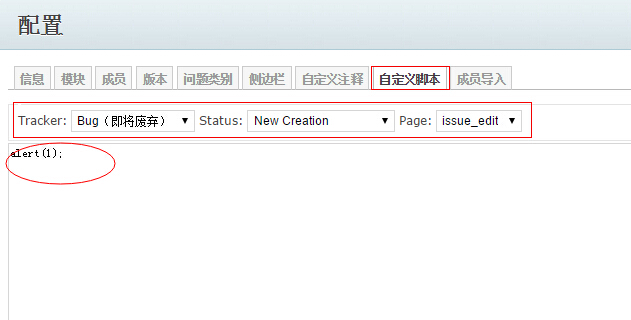 配置
信息 模块 成员 版本 问题类别 侧边栏 自定义注释 自定义脚本 成员导入
Tracker: Bug（即将废弃） Status: New Creation Page: issue_edit
alert(1);